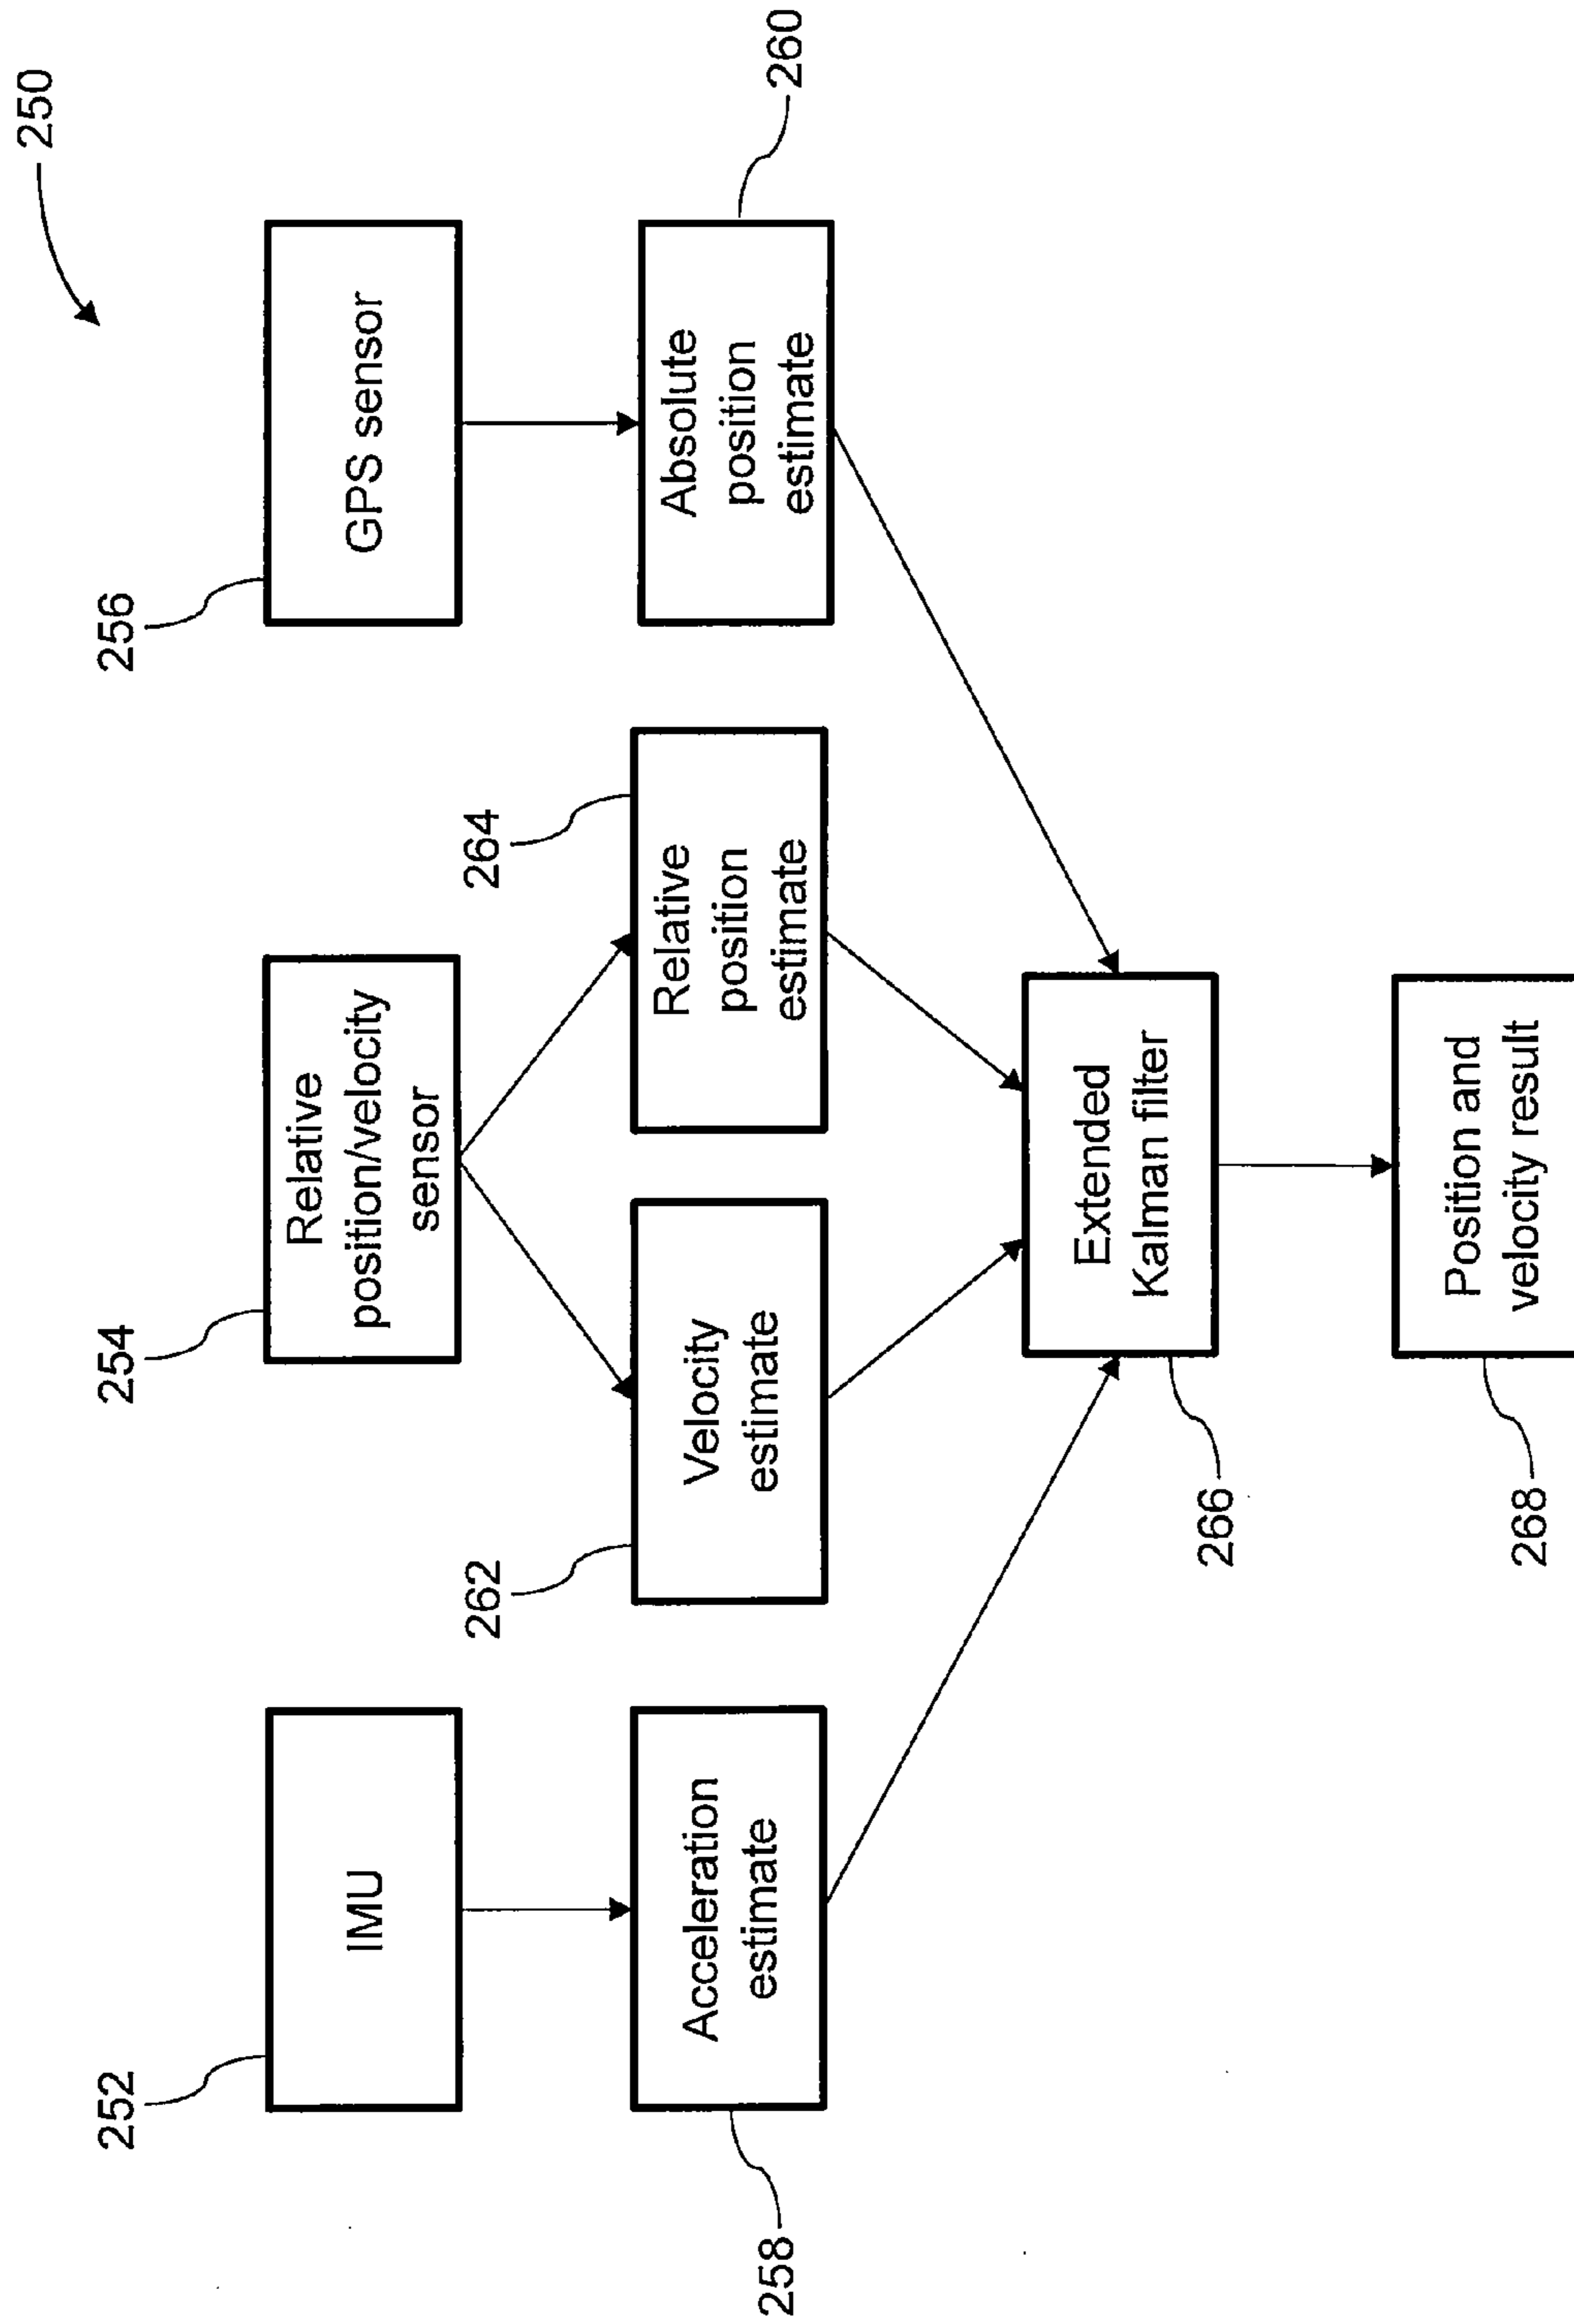 250
252
IMU
254
Relative
position/velocity
sensor
256
GPS sensor
258
Acceleration
estimate
262
Velocity
estimate
264
Relative
position
estimate
Absolute
position
estimate
260
266
Extended
Kalman filter
268
Position and
velocity result